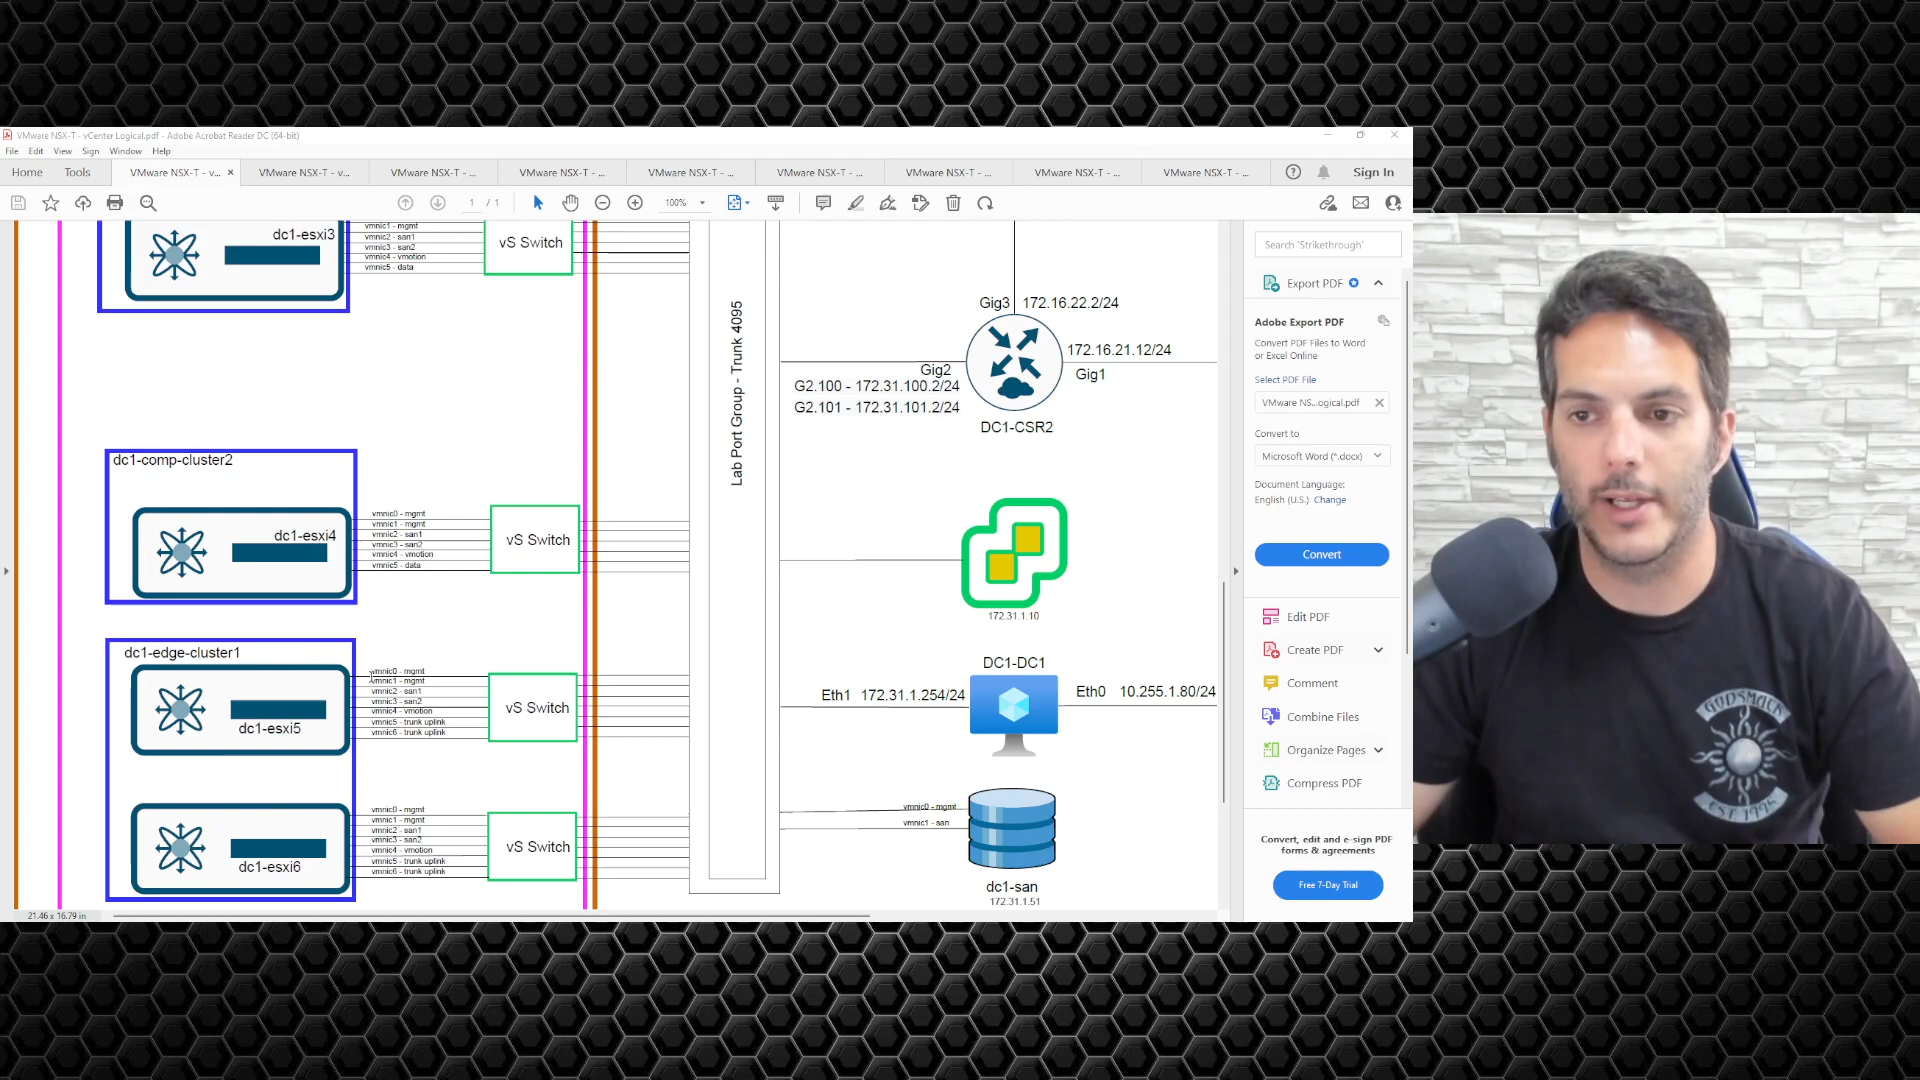 VMware NSX-T - vCenter Logical.pdf - Adobe Acrobat Reader DC (64-bit)
File Edit View Sign Window Help
Home Tools VMware NSX-T - v... × VMware NSX-T - v... VMware NSX-T - ... VMware NSX-T - ... VMware NSX-T - ... VMware NSX-T - ... VMware NSX-T - ... VMware NSX-T - ... VMware NSX-T - ... Sign In
1 / 1 100%
dc1-esxi3
vmnic1 - mgmt
vmnic2 - san1
vmnic3 - san2
vmnic4 - vmotion
vmnic5 - data
vS Switch
dc1-comp-cluster2
dc1-esxi4
vmnic0 - mgmt
vmnic1 - mgmt
vmnic2 - san1
vmnic3 - san2
vmnic4 - vmotion
vmnic5 - data
vS Switch
dc1-edge-cluster1
dc1-esxi5
vmnic0 - mgmt
vmnic1 - mgmt
vmnic2 - san1
vmnic3 - san2
vmnic4 - vmotion
vmnic5 - trunk uplink
vmnic6 - trunk uplink
vS Switch
dc1-esxi6
vmnic0 - mgmt
vmnic1 - mgmt
vmnic2 - san1
vmnic3 - san2
vmnic4 - vmotion
vmnic5 - trunk uplink
vmnic6 - trunk uplink
vS Switch
Lab Port Group - Trunk 4095
Gig3 172.16.22.2/24
172.16.21.12/24
Gig1
Gig2
G2.100 - 172.31.100.2/24
G2.101 - 172.31.101.2/24
DC1-CSR2
172.31.1.10
DC1-DC1
Eth1 172.31.1.254/24
Eth0 10.255.1.80/24
vmnic0 - mgmt
vmnic1 - san
dc1-san
172.31.1.51
21.46 x 16.79 in
Search 'Strikethrough'
Export PDF
Adobe Export PDF
Convert PDF Files to Word
or Excel Online
Select PDF File
VMware NS...ogical.pdf
Convert to
Microsoft Word (*.docx)
Document Language:
English (U.S.) Change
Convert
Edit PDF
Create PDF
Comment
Combine Files
Organize Pages
Compress PDF
Convert, edit and e-sign PDF
forms & agreements
Free 7-Day Trial
GODSMACK
EST. 1995